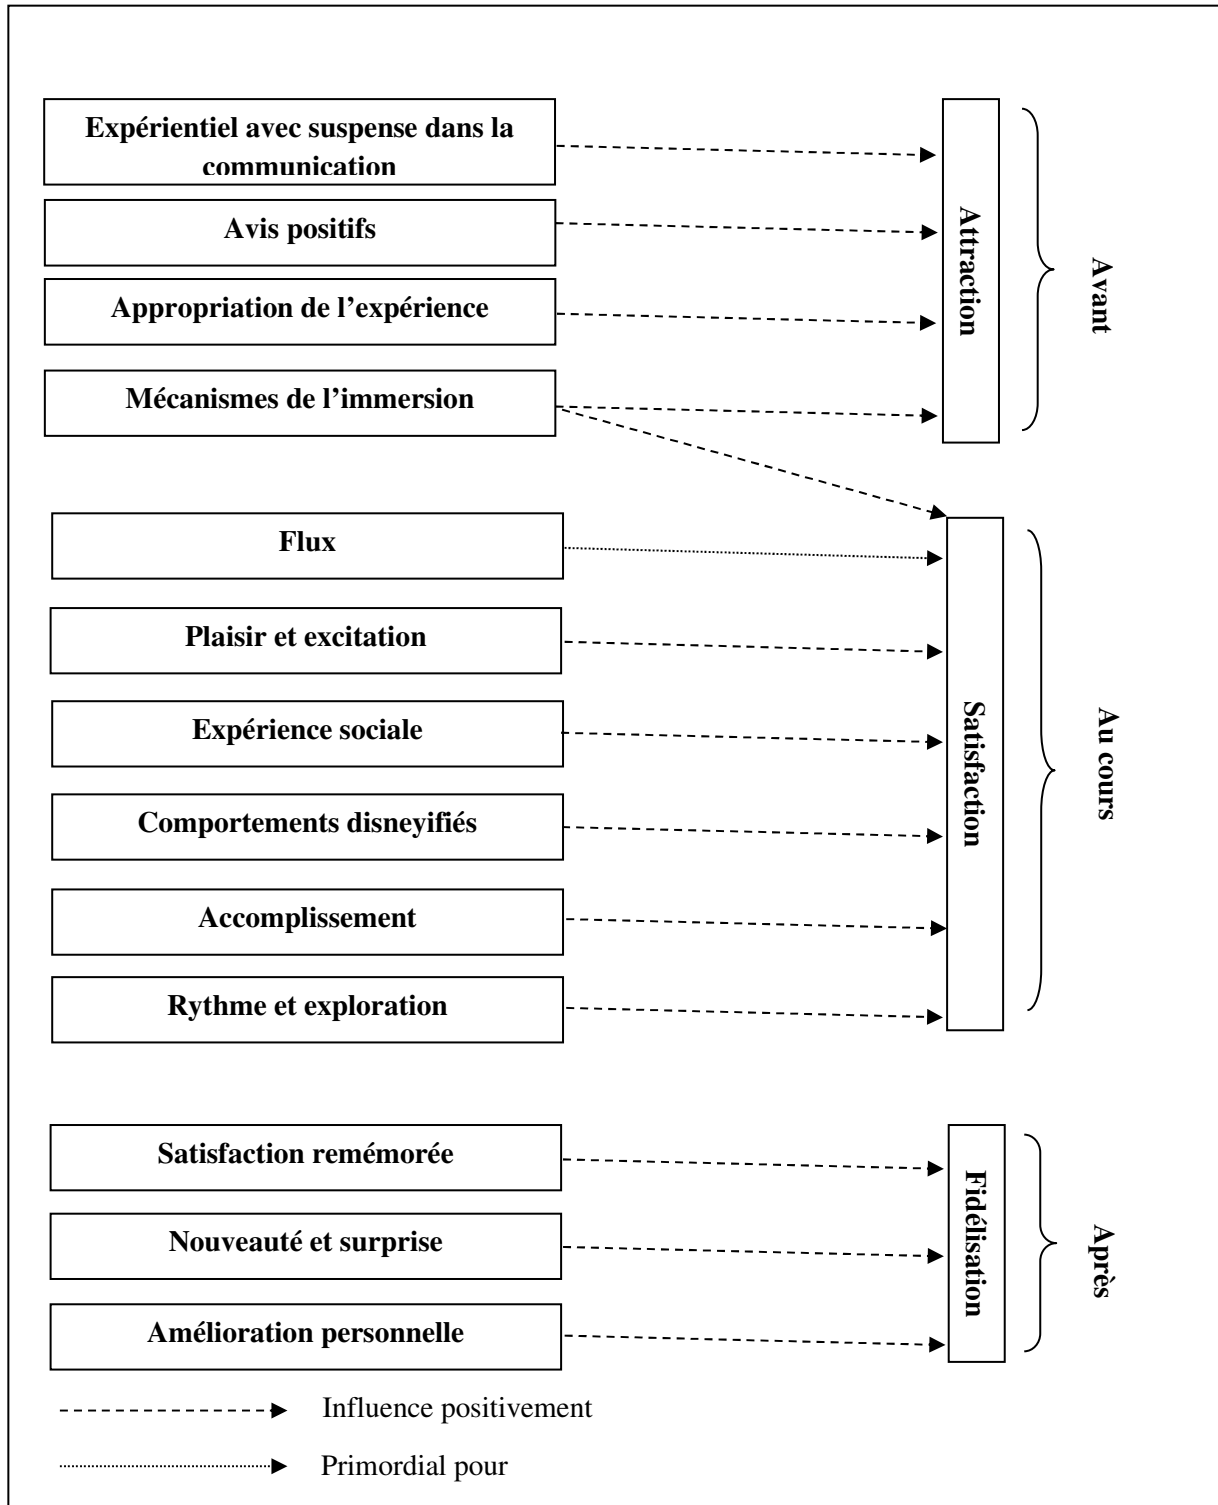 Expérientiel avec suspense dans la
communication
Avis positifs
Appropriation de l’expérience
Mécanismes de l’immersion
Attraction
Avant
Flux
Plaisir et excitation
Expérience sociale
Comportements disneyifiés
Accomplissement
Rythme et exploration
Satisfaction
Au cours
Satisfaction remémorée
Nouveauté et surprise
Amélioration personnelle
Fidélisation
Après
Influence positivement
Primordial pour